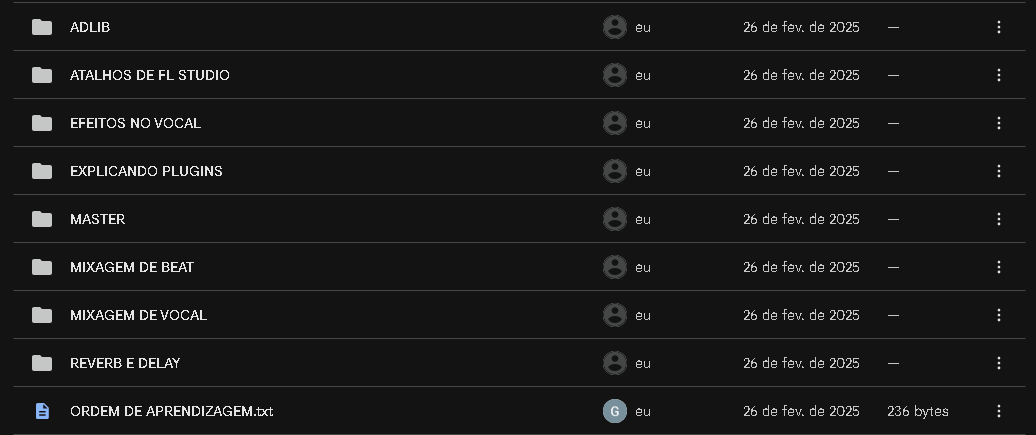 ADLIB eu 26 de fev. de 2025 —
ATALHOS DE FL STUDIO eu 26 de fev. de 2025 —
EFEITOS NO VOCAL eu 26 de fev. de 2025 —
EXPLICANDO PLUGINS eu 26 de fev. de 2025 —
MASTER eu 26 de fev. de 2025 —
MIXAGEM DE BEAT eu 26 de fev. de 2025 —
MIXAGEM DE VOCAL eu 26 de fev. de 2025 —
REVERB E DELAY eu 26 de fev. de 2025 —
ORDEM DE APRENDIZAGEM.txt G eu 26 de fev. de 2025 236 bytes